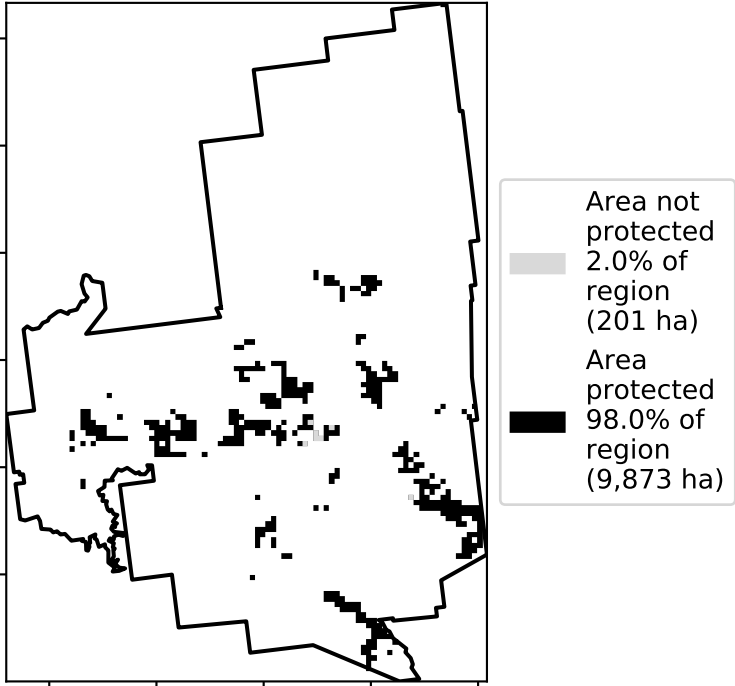 Area not
protected
2.0% of
region
(201 ha)
Area
protected
98.0% of
region
(9,873 ha)